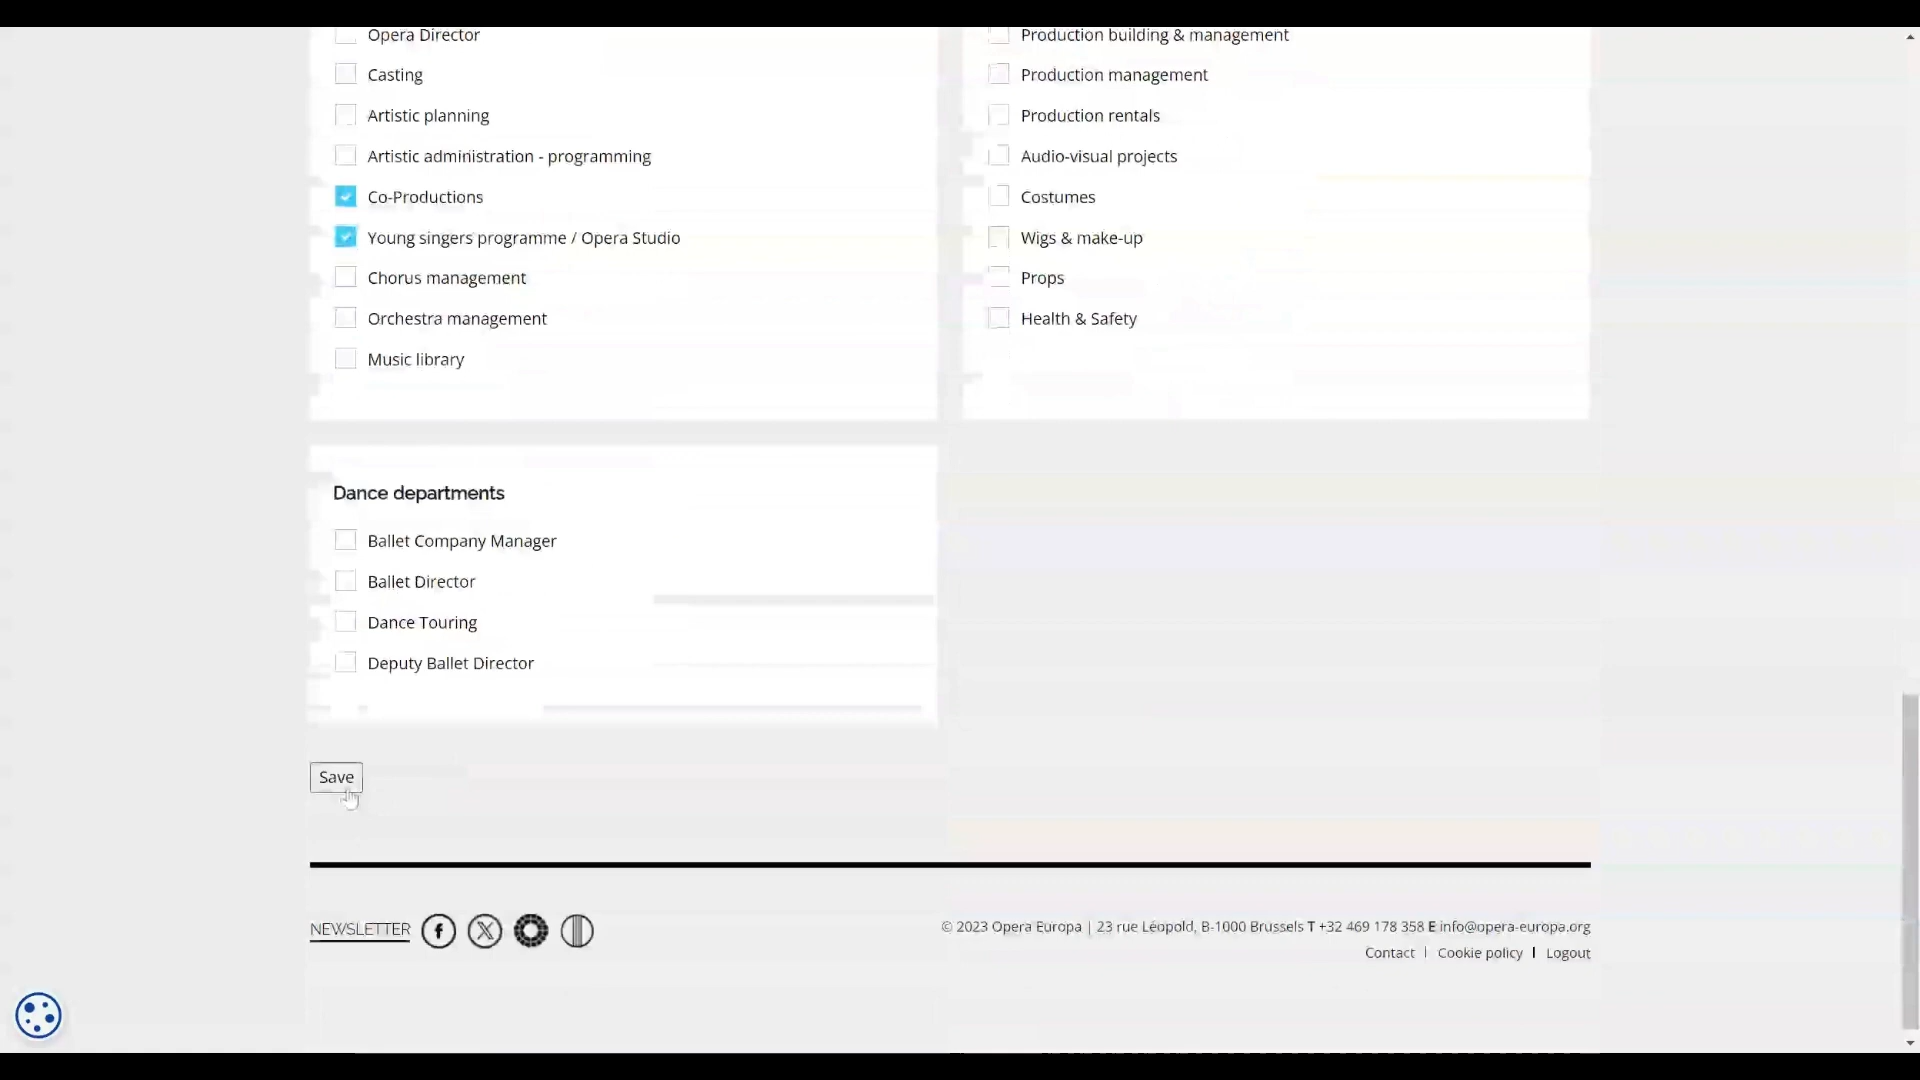 Opera Director
Casting
Artistic planning
Artistic administration - programming
Co-Productions
Young singers programme / Opera Studio
Chorus management
Orchestra management
Music library
Production building & management
Production management
Production rentals
Audio-visual projects
Costumes
Wigs & make-up
Props
Health & Safety
Dance departments
Ballet Company Manager
Ballet Director
Dance Touring
Deputy Ballet Director
Save
NEWSLETTER
© 2023 Opera Europa | 23 rue Léopold, B-1000 Brussels T +32 469 178 358 E info@opera-europa.org
Contact | Cookie policy | Logout